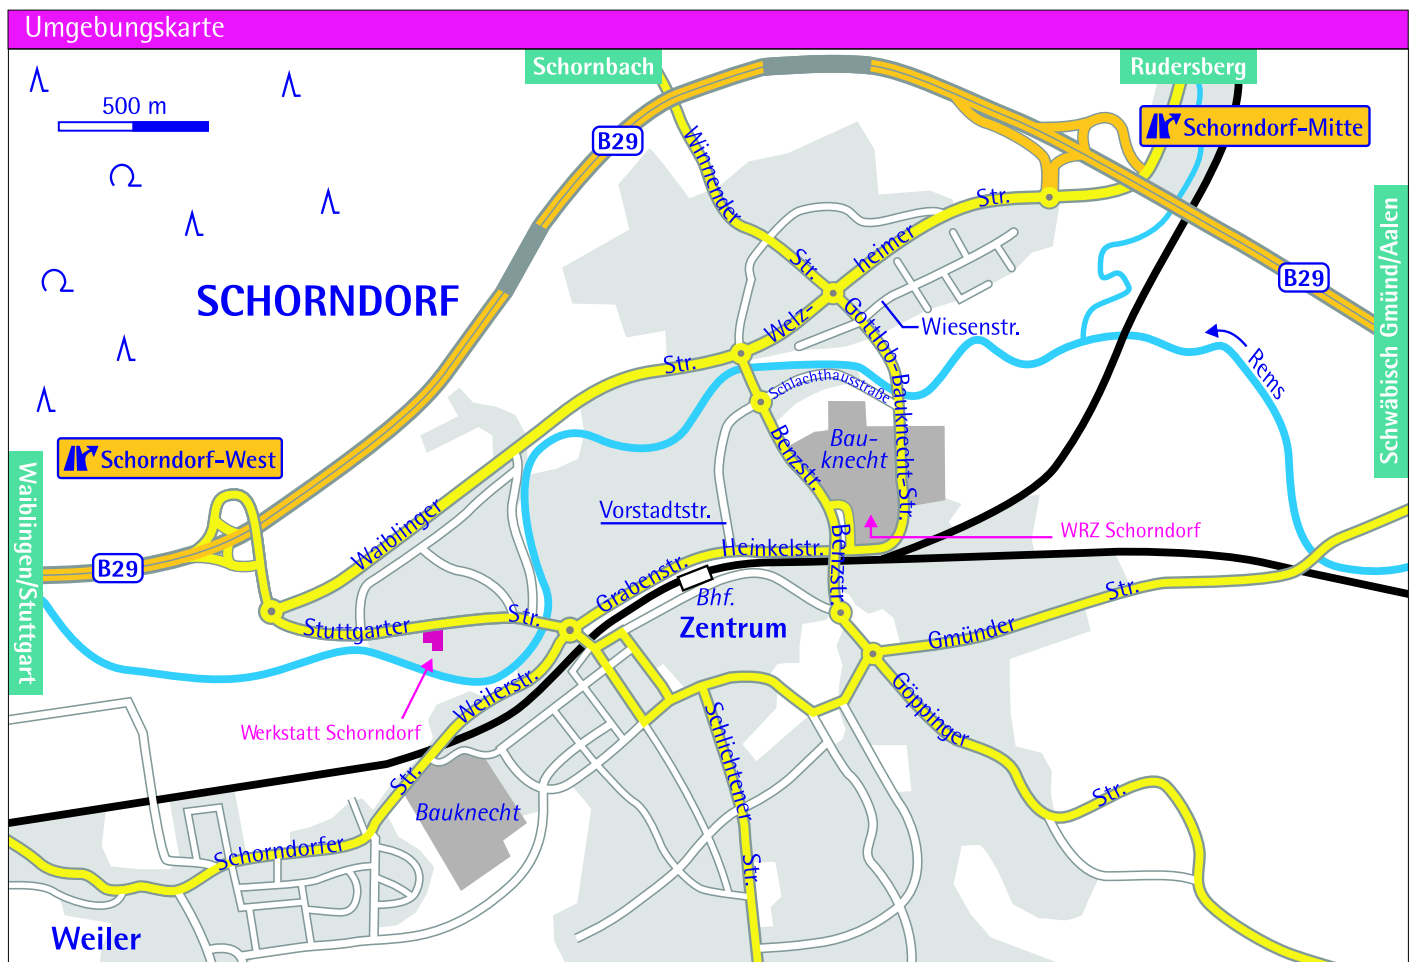 Umgebungskarte
Schornbach
Rudersberg
500 m
B29
Schorndorf-Mitte
Winnender
Str.
Str.
heimer
Schwäbisch Gmünd/Aalen
B29
SCHORNDORF
Welz-
Gottlob-Bauknecht-Str.
Wiesenstr.
Rems
Str.
Schlachthausstraße
Bau-
knecht
Benzstr.
Schorndorf-West
Waiblingen/Stuttgart
Waiblinger
Vorstadtstr.
WRZ Schorndorf
Heinkelstr.
Benzstr.
B29
Grabenstr.
Bhf.
Zentrum
Str.
Gmünder
Stuttgarter
Str.
Weilerstr.
Göppinger
Schlichtener
Werkstatt Schorndorf
Str.
Str.
Bauknecht
Schorndorfer
Str.
Weiler